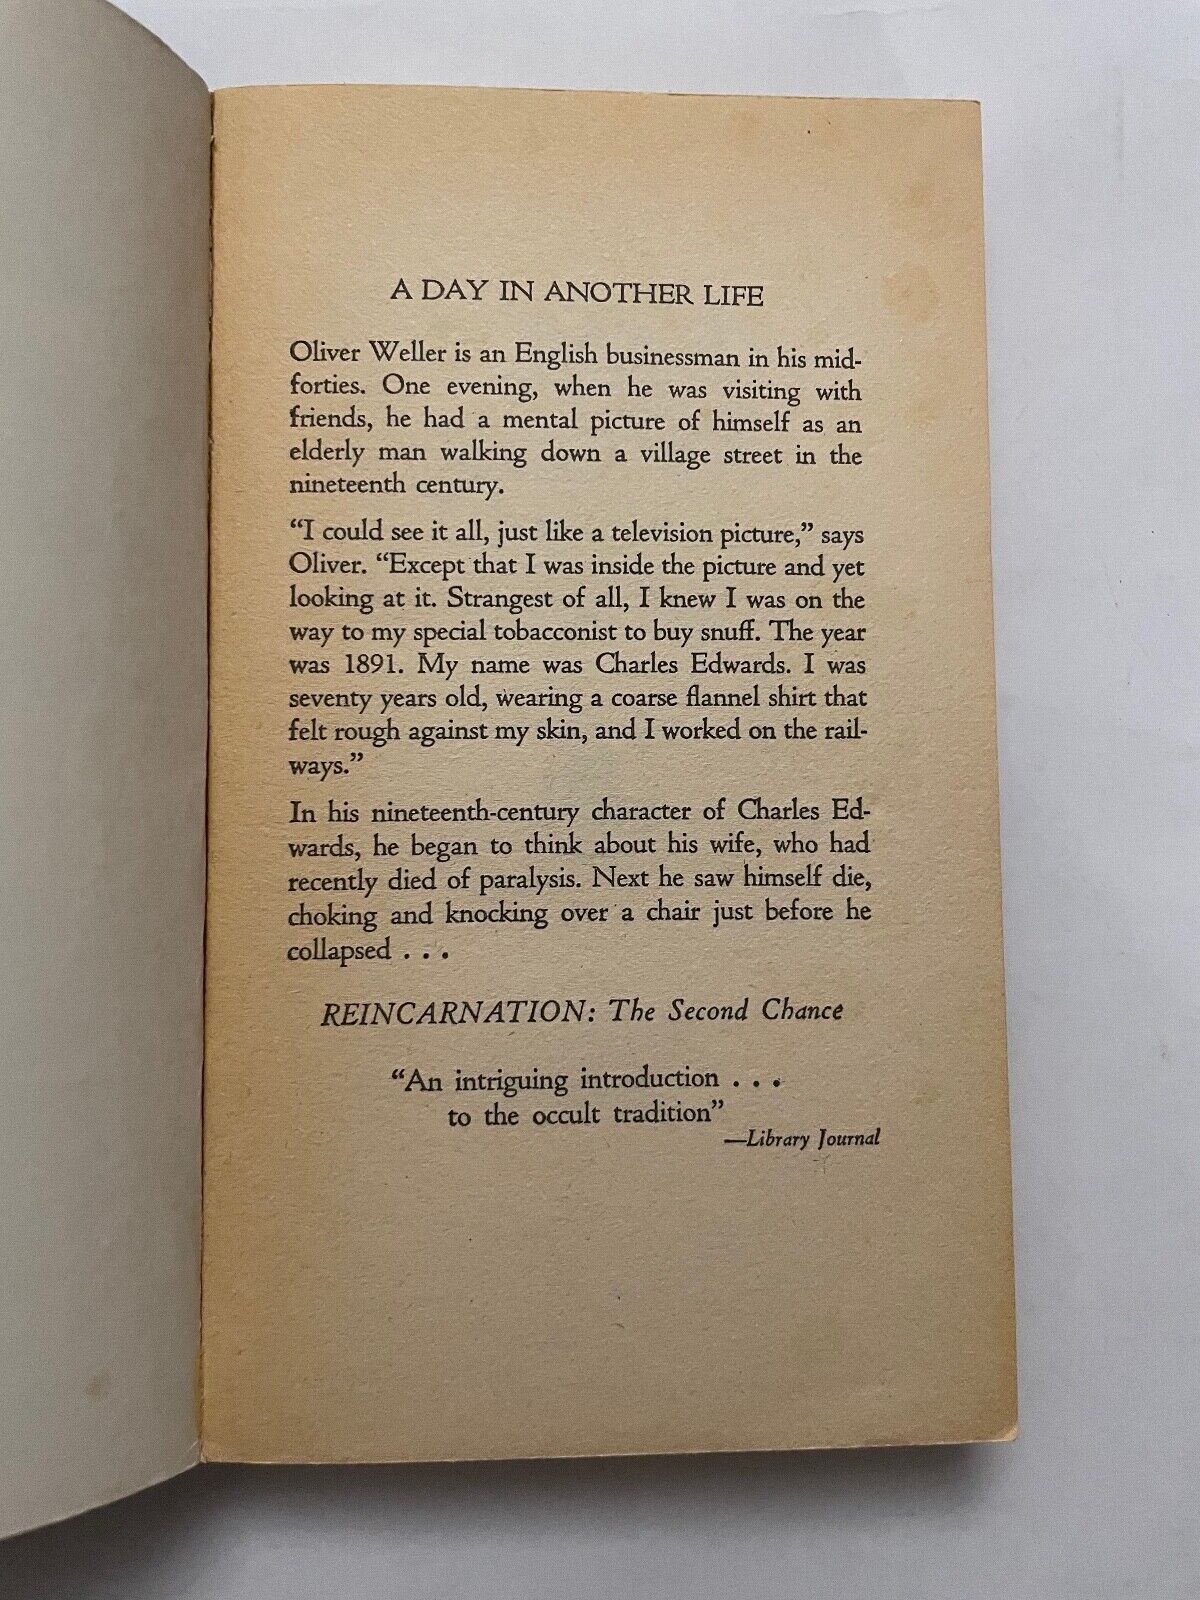 A DAY IN ANOTHER LIFE
Oliver Weller is an English businessman in his mid-
forties. One evening, when he was visiting with
friends, he had a mental picture of himself as an
elderly man walking down a village street in the
nineteenth century.
“I could see it all, just like a television picture,” says
Oliver. “Except that I was inside the picture and yet
looking at it. Strangest of all, I knew I was on the
way to my special tobacconist to buy snuff. The year
was 1891. My name was Charles Edwards. I was
seventy years old, wearing a coarse flannel shirt that
felt rough against my skin, and I worked on the rail-
ways.”
In his nineteenth-century character of Charles Ed-
wards, he began to think about his wife, who had
recently died of paralysis. Next he saw himself die,
choking and knocking over a chair just before he
collapsed . . .
REINCARNATION: The Second Chance
“An intriguing introduction . . .
to the occult tradition”
—Library Journal